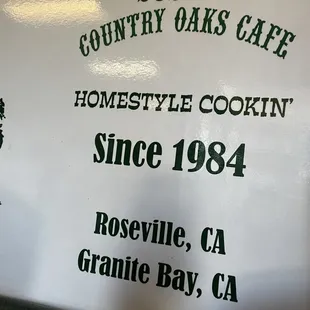 COUNTRY OAKS CAFE
HOMESTYLE COOKIN'
Since 1984
Roseville, CA
Granite Bay, CA